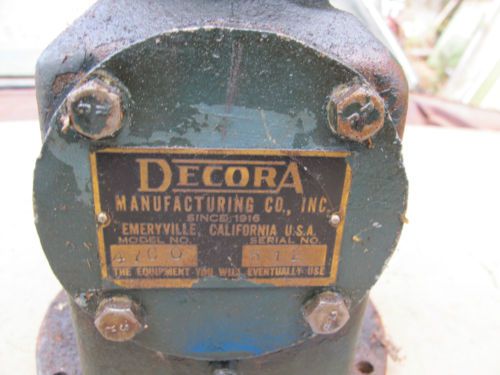 DECORA
MANUFACTURING CO., INC.
SINCE 1916
EMERYVILLE, CALIFORNIA U.S.A.
MODEL NO. SERIAL NO.
THE EQUIPMENT YOU WILL EVENTUALLY USE